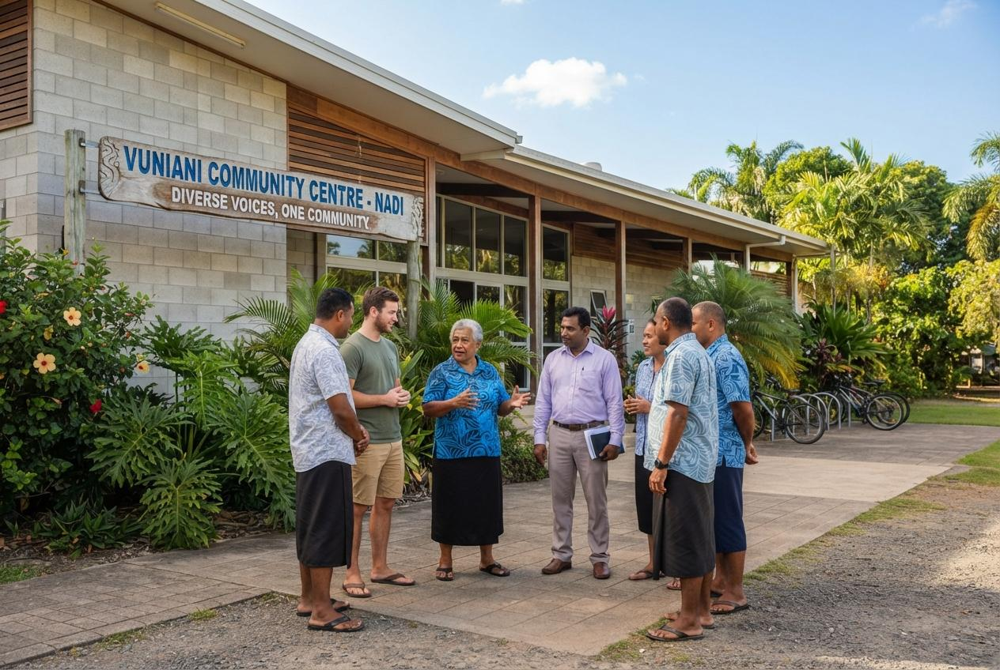 VUNIANI COMMUNITY CENTRE - NADI
DIVERSE VOICES, ONE COMMUNITY